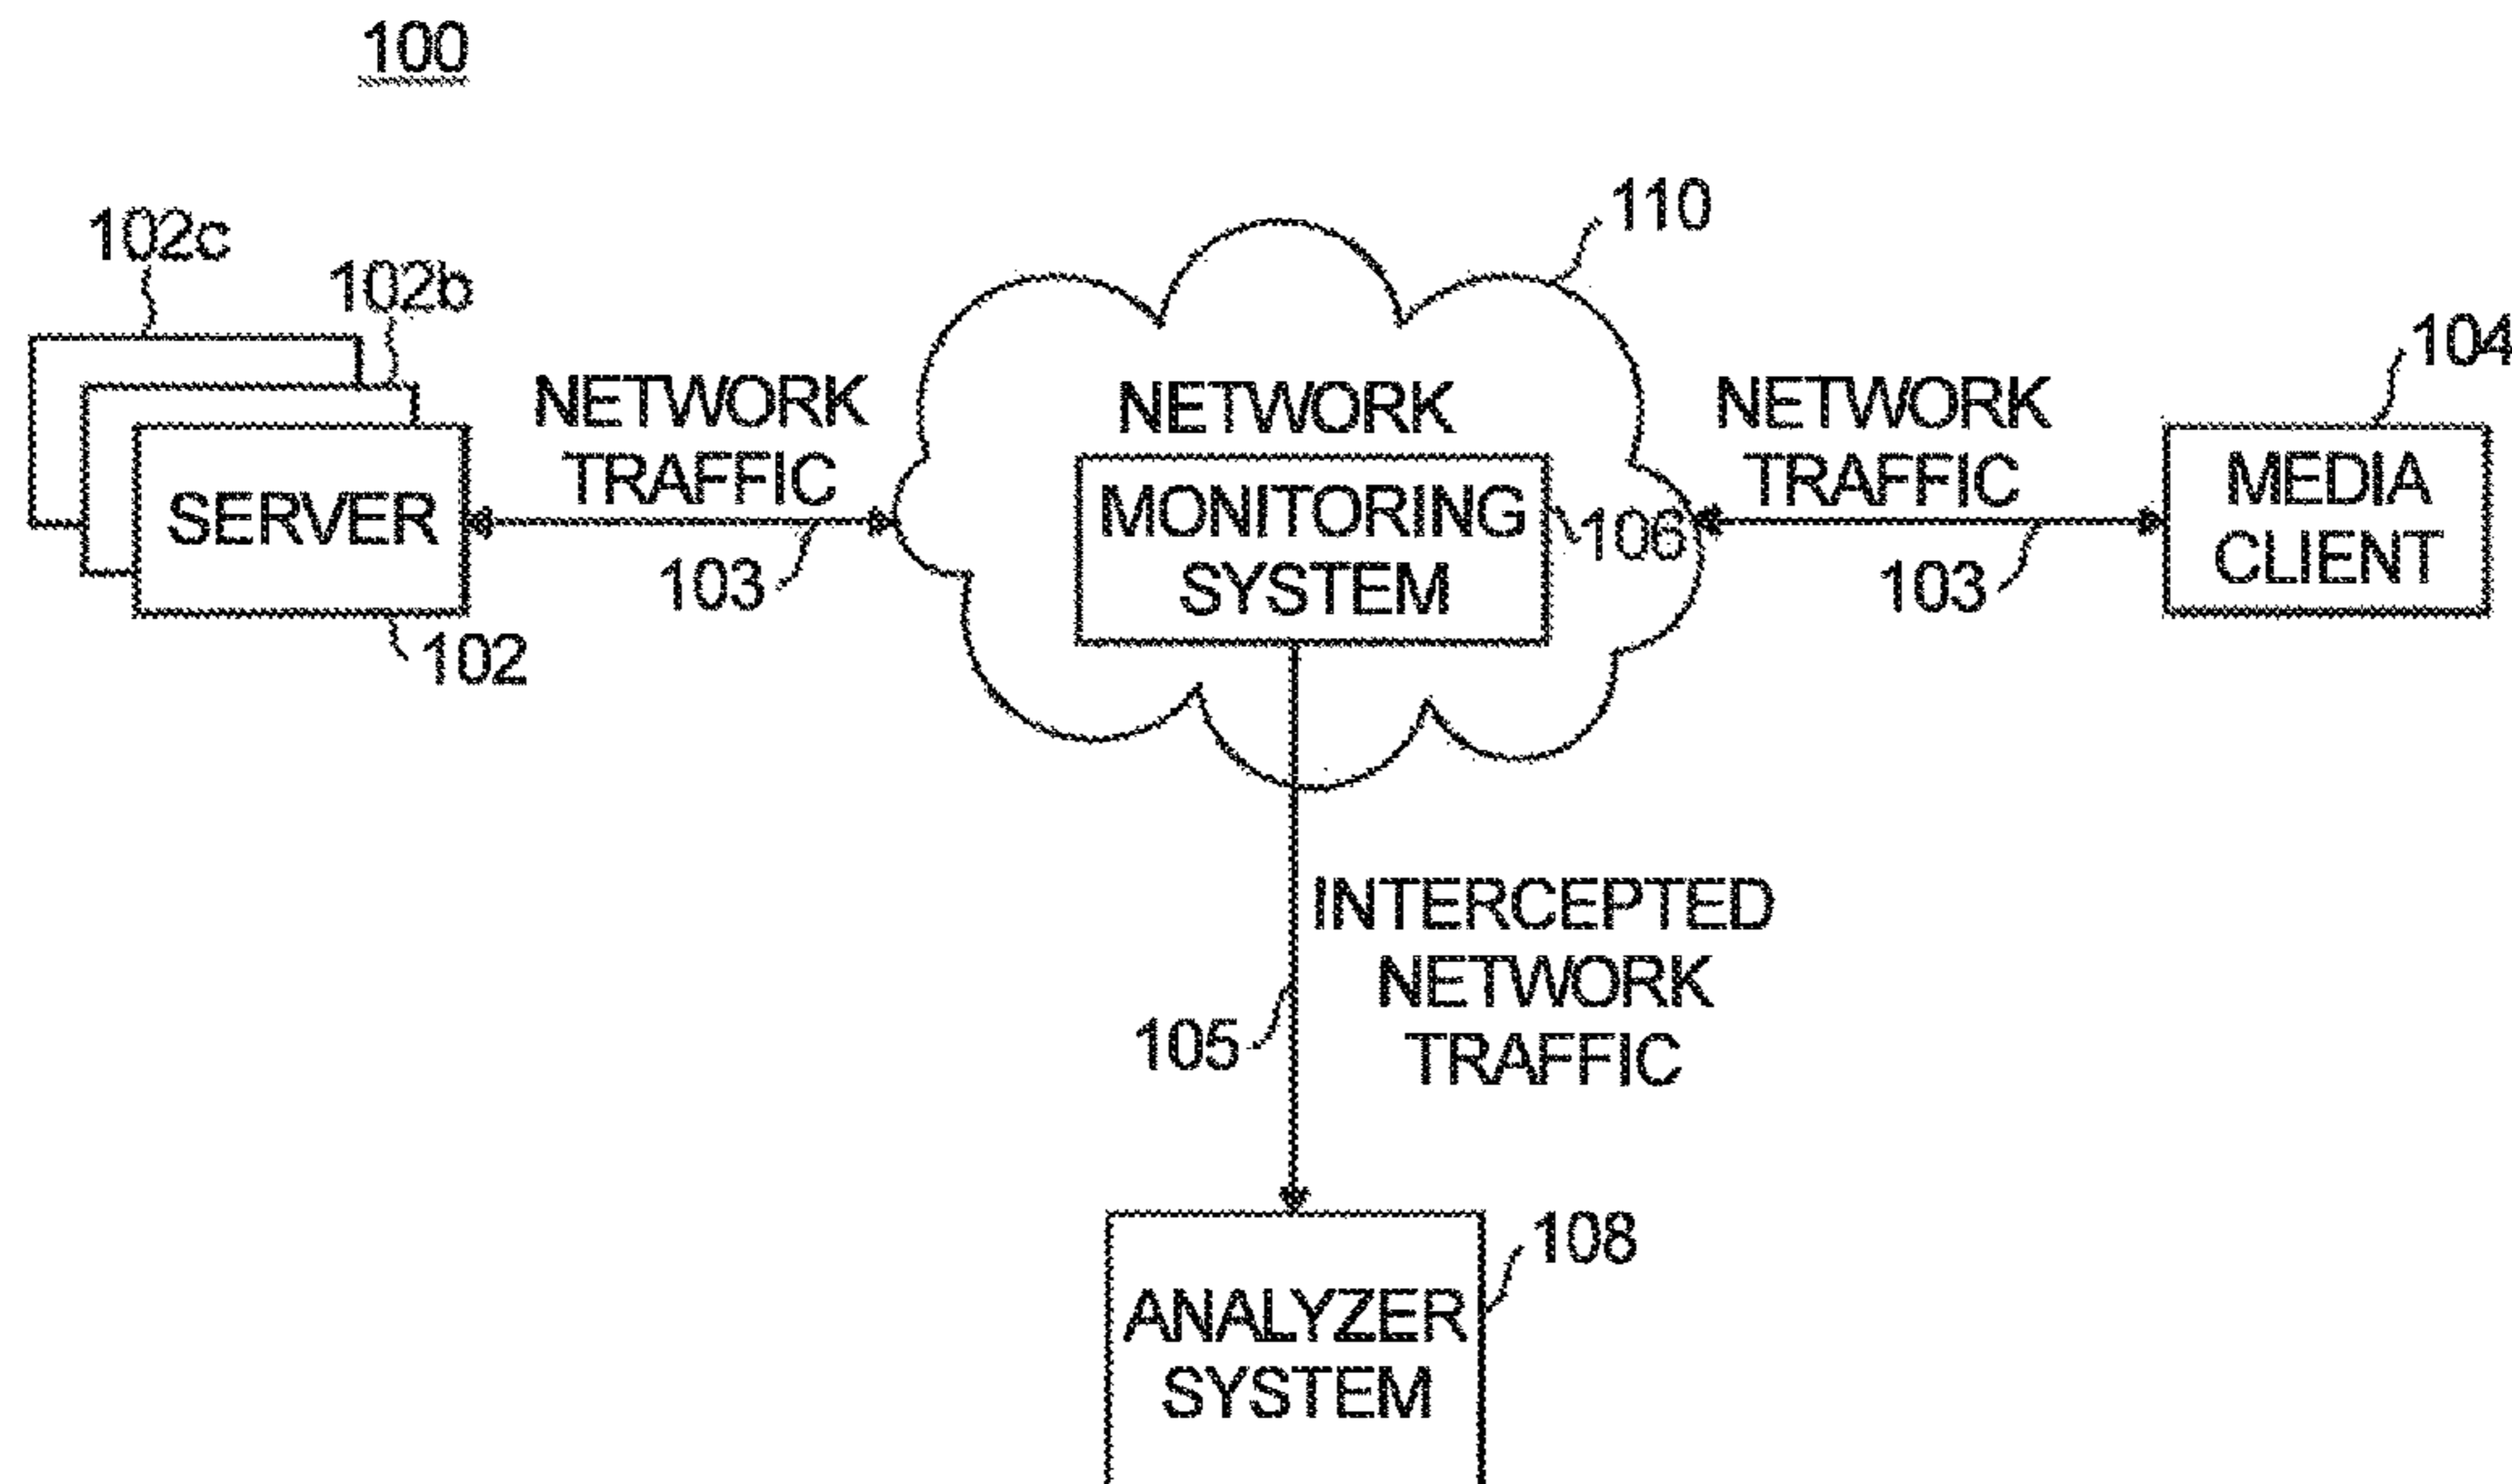 100
110
102c
102b
104
NETWORK
TRAFFIC
NETWORK
MONITORING
SYSTEM
NETWORK
TRAFFIC
MEDIA
CLIENT
SERVER
106
103
103
102
INTERCEPTED
NETWORK
TRAFFIC
105
108
ANALYZER
SYSTEM